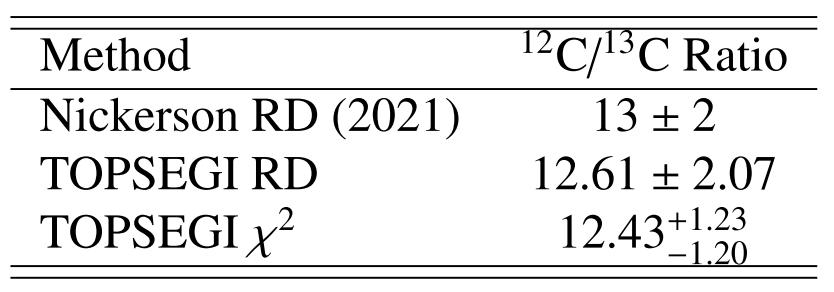 Method ¹²C/¹³C Ratio
Nickerson RD (2021) 13 ± 2
TOPSEGI RD 12.61 ± 2.07
TOPSEGI χ² 12.43 +1.23 −1.20